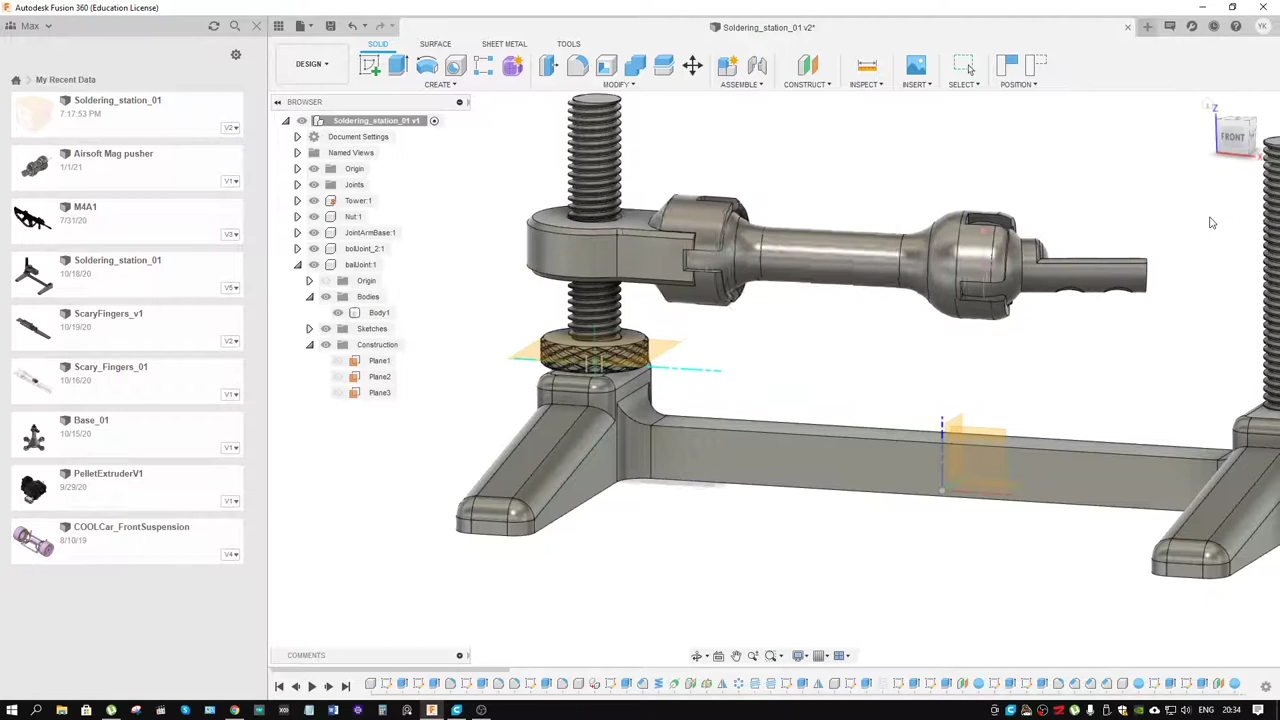 Autodesk Fusion 360 (Education License)
Max
Soldering_station_01 v2*
YK
My Recent Data
Soldering_station_01
7:17:53 PM
V2
Airsoft Mag pusher
1/1/21
V1
M4A1
7/31/20
V3
Soldering_station_01
10/18/20
V5
ScaryFingers_v1
10/19/20
V2
Scary_Fingers_01
10/16/20
V1
Base_01
10/15/20
V1
PelletExtruderV1
9/29/20
V1
COOLCar_FrontSuspension
8/10/19
V4
DESIGN
SOLID SURFACE SHEET METAL TOOLS
CREATE MODIFY ASSEMBLE CONSTRUCT INSPECT INSERT SELECT POSITION
BROWSER
Soldering_station_01 v1
Document Settings
Named Views
Origin
Joints
Tower:1
Nut:1
JointArmBase:1
bolJoint_2:1
balJoint:1
Origin
Bodies
Body1
Sketches
Construction
Plane1
Plane2
Plane3
Z
FRONT
X
COMMENTS
ENG 20:34